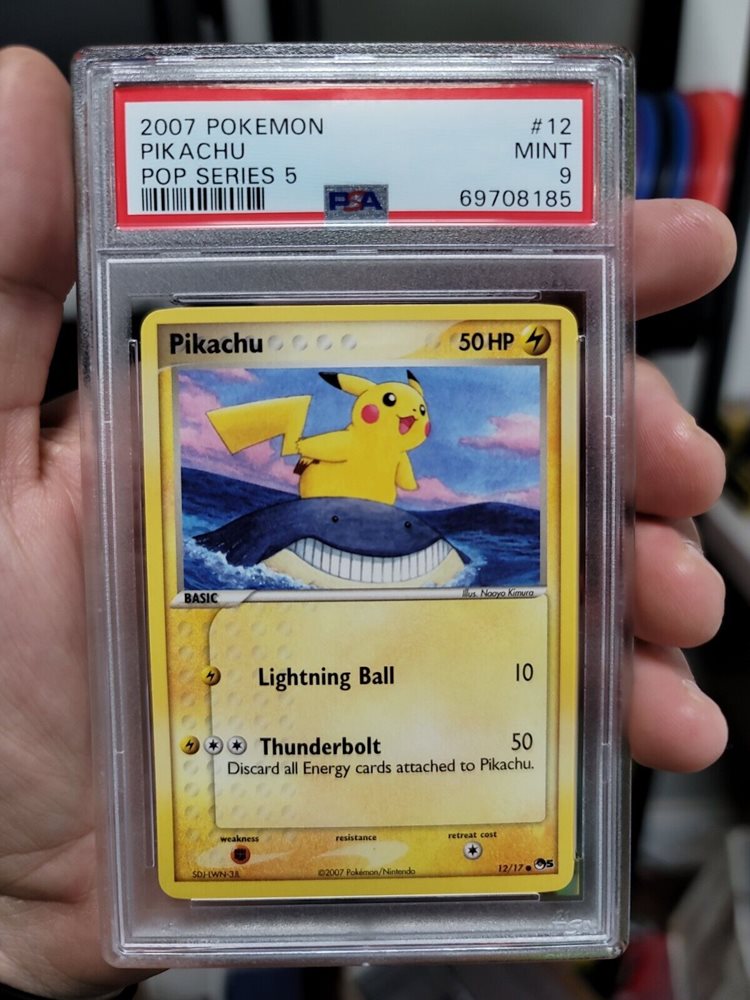 2007 POKEMON #12
PIKACHU MINT
POP SERIES 5 9
PSA 69708185
Pikachu 50 HP
BASIC
Illus. Naoyo Kimura
Lightning Ball 10
Thunderbolt 50
Discard all Energy cards attached to Pikachu.
weakness resistance retreat cost
©2007 Pokémon/Nintendo 12/17 5